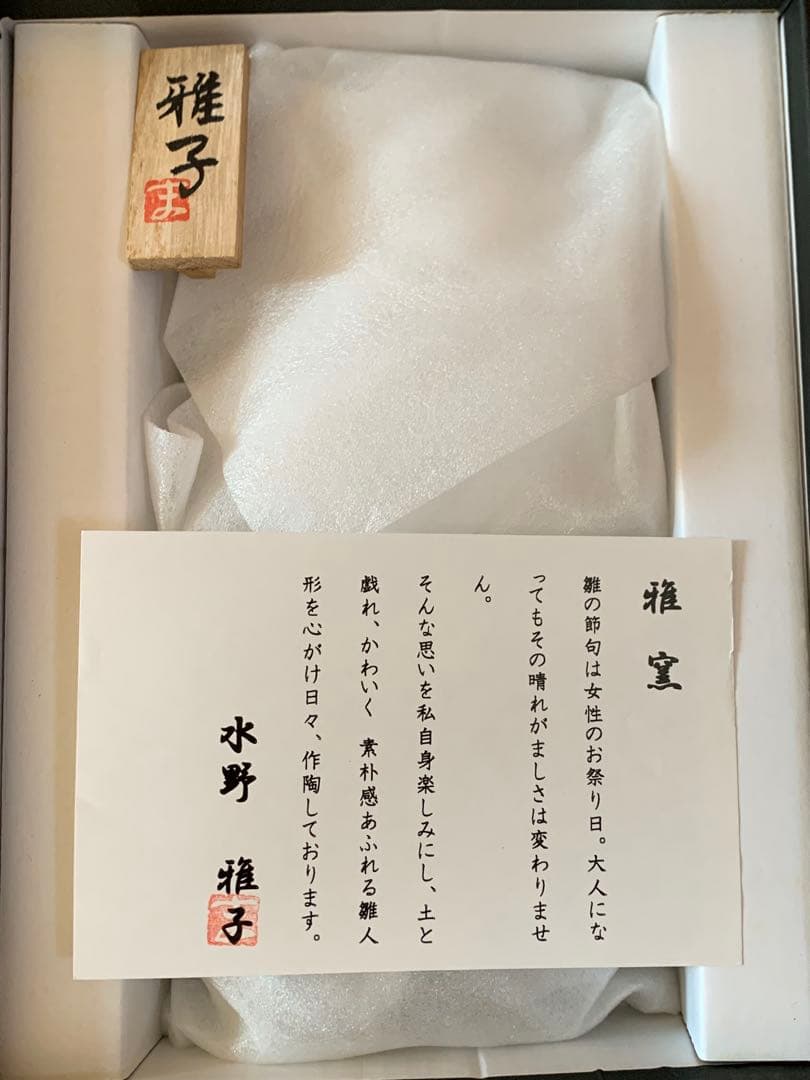 雅子
ま
雅窯
雛の節句は女性のお祭り日。大人にな
ってもその晴れがましさは変わりませ
ん。
そんな思いを私自身楽しみにし、土と
戯れ、かわいく 素朴感あふれる雛人
形を心がけ日々、作陶しております。
水野 雅子